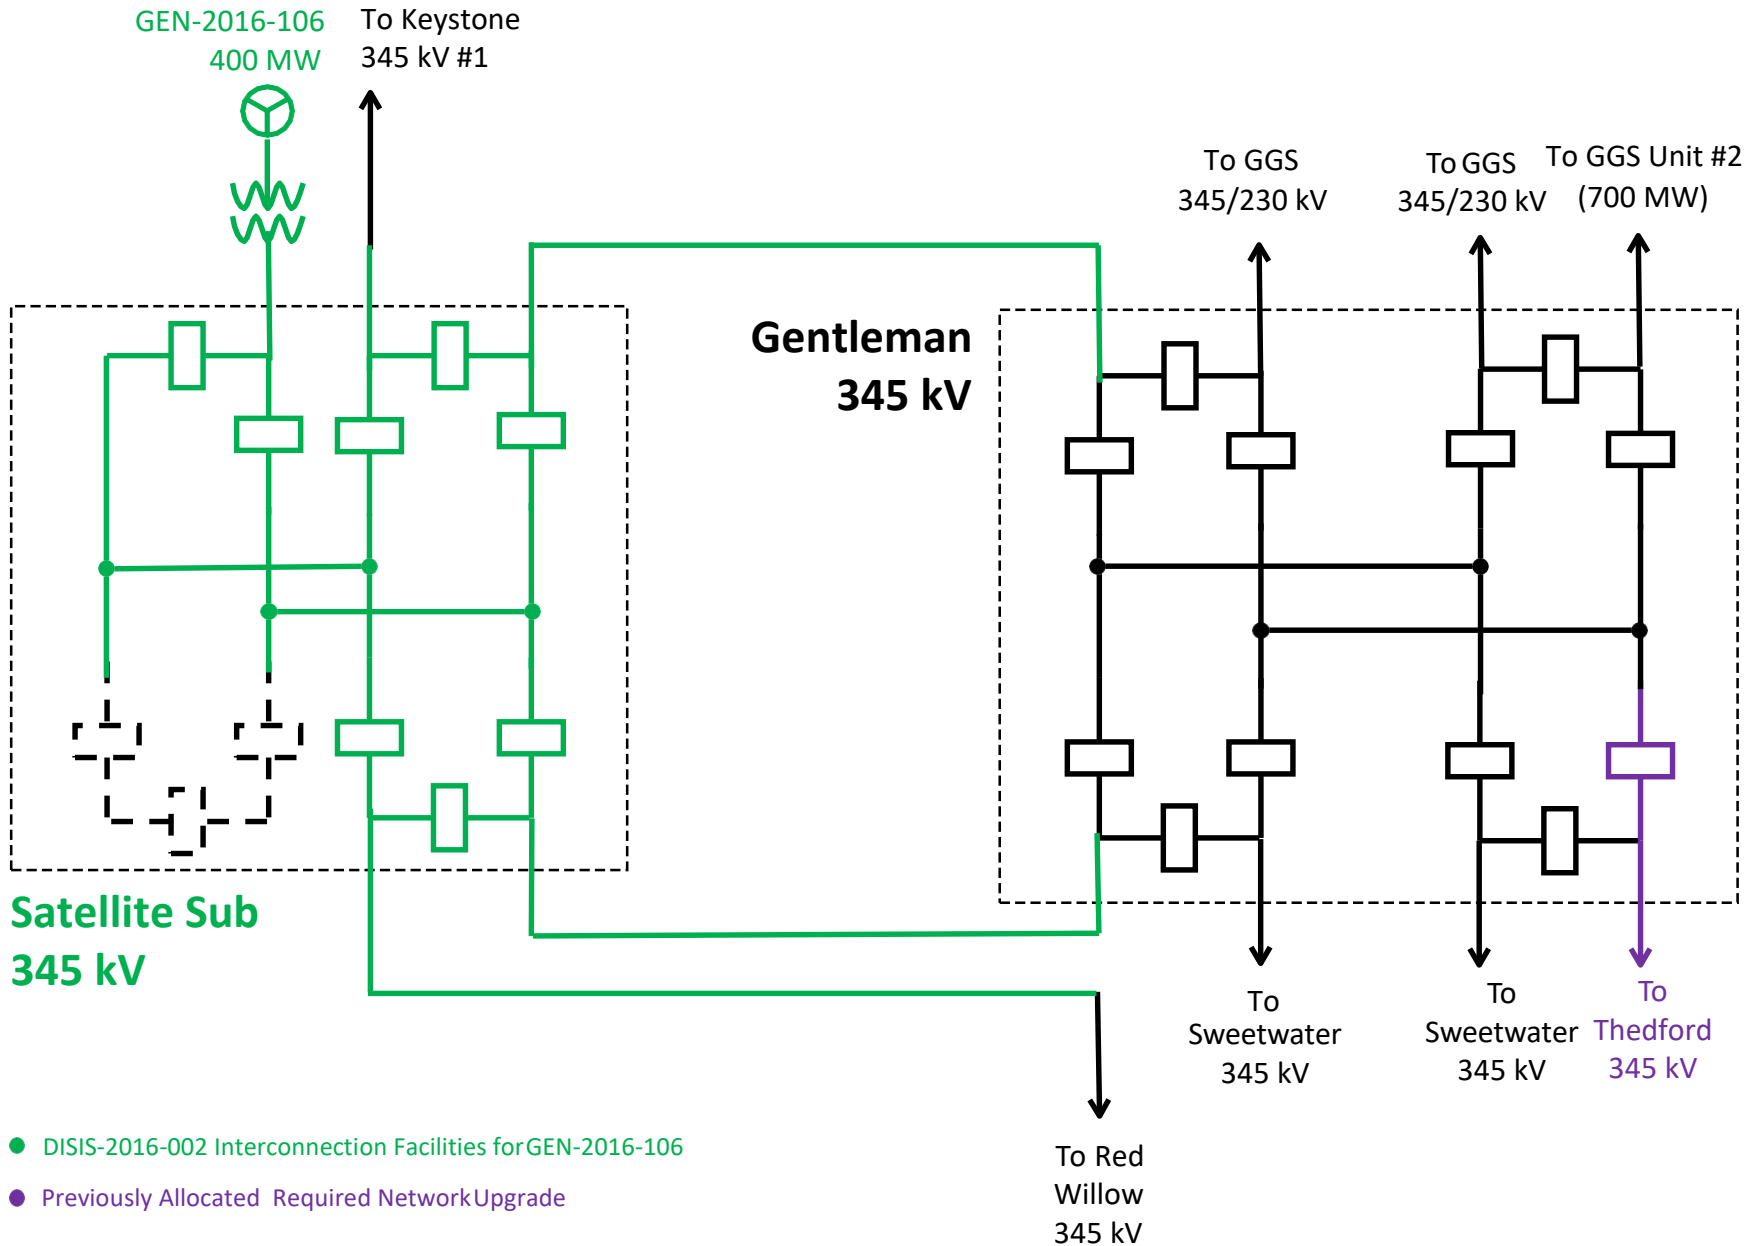 GEN-2016-106
400 MW
To Keystone
345 kV #1
To GGS
345/230 kV
To GGS
345/230 kV
To GGS Unit #2
(700 MW)
Gentleman
345 kV
Satellite Sub
345 kV
To
Sweetwater
345 kV
To
Sweetwater
345 kV
To
Thedford
345 kV
To Red
Willow
345 kV
DISIS-2016-002 Interconnection Facilities for GEN-2016-106
Previously Allocated Required Network Upgrade